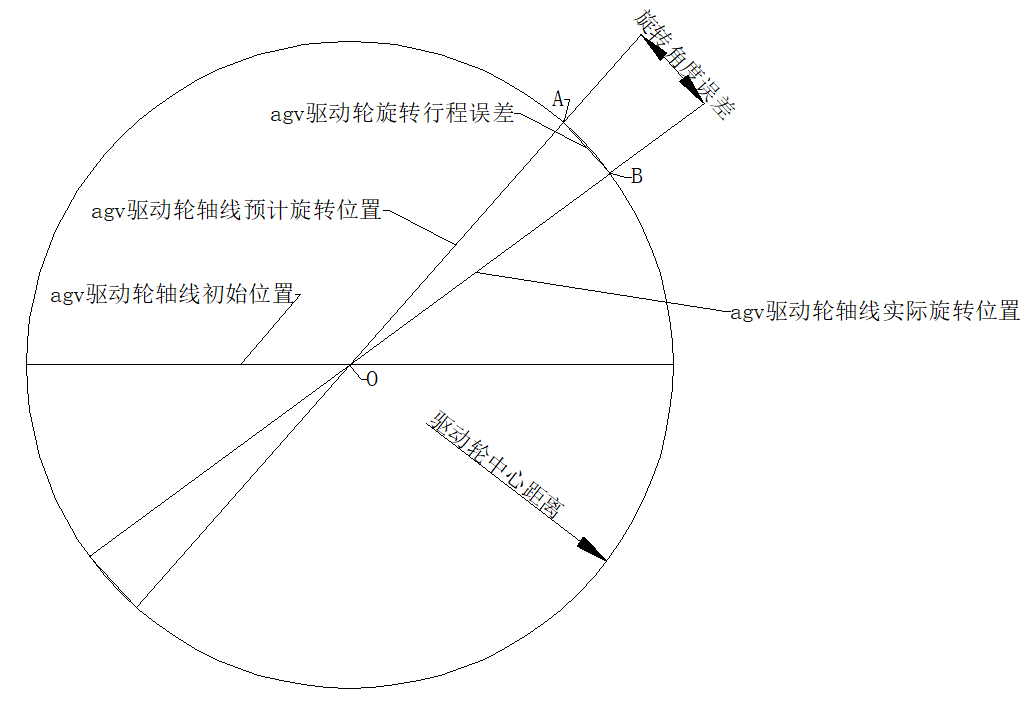 旋转角度误差
A
agv驱动轮旋转行程误差
B
agv驱动轮轴线预计旋转位置
agv驱动轮轴线初始位置
agv驱动轮轴线实际旋转位置
O
驱动轮中心距离